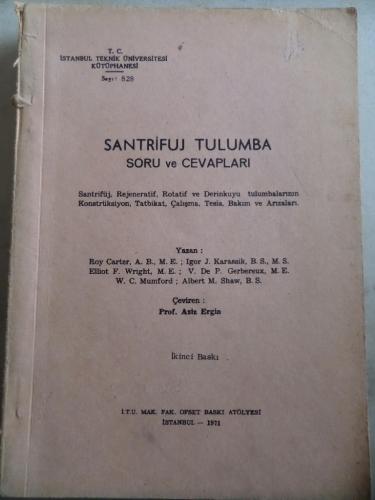 T. C.
İSTANBUL TEKNİK ÜNİVERSİTESİ
KÜTÜPHANESİ
Sayı: 828
SANTRİFUJ TULUMBA
SORU ve CEVAPLARI
Santrifüj, Rejeneratif, Rotatif ve Derinkuyu tulumbalarının
Konstrüksiyon, Tatbikat, Çalışma, Tesis, Bakım ve Arızaları.
Yazan :
Roy Carter, A. B., M. E. ; Igor J. Karassik, B. S., M. S.
Elliot F. Wright, M. E. ; V. De P. Gerbereux, M. E.
W. C. Mumford ; Albert M. Shaw, B. S.
Çeviren :
Prof. Aziz Ergin
İkinci Baskı
İ.T.U. MAK. FAK. OFSET BASKI ATÖLYESİ
İSTANBUL — 1971